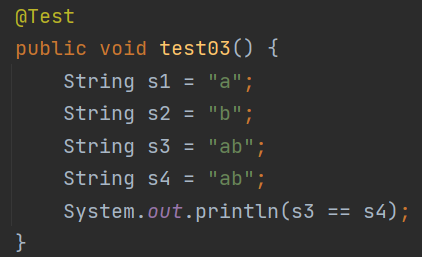 @Test
public void test03() {
    String s1 = "a";
    String s2 = "b";
    String s3 = "ab";
    String s4 = "ab";
    System.out.println(s3 == s4);
}